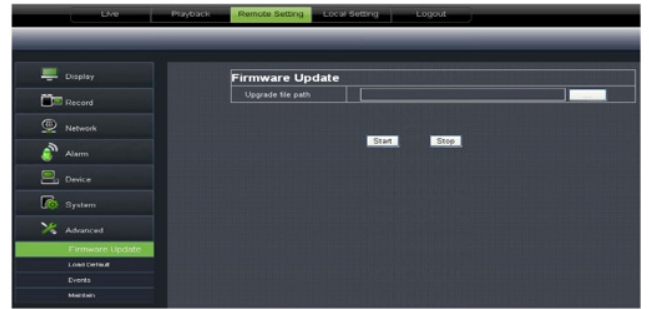 Live Playback Remote Setting Local Setting Logout
Display
Record
Network
Alarm
Device
System
Advanced
Firmware Update
Load Default
Events
Maintain
Firmware Update
Upgrade file path
Start Stop